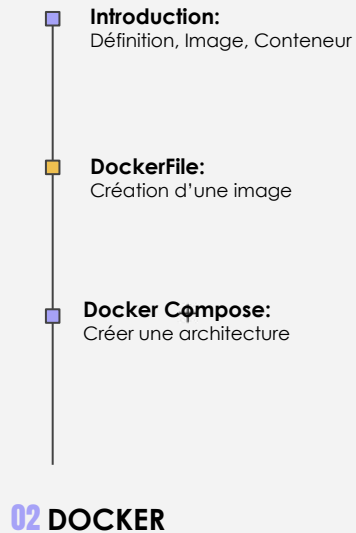 Introduction:
Définition, Image, Conteneur
DockerFile:
Création d'une image
Docker Compose:
Créer une architecture
02 DOCKER